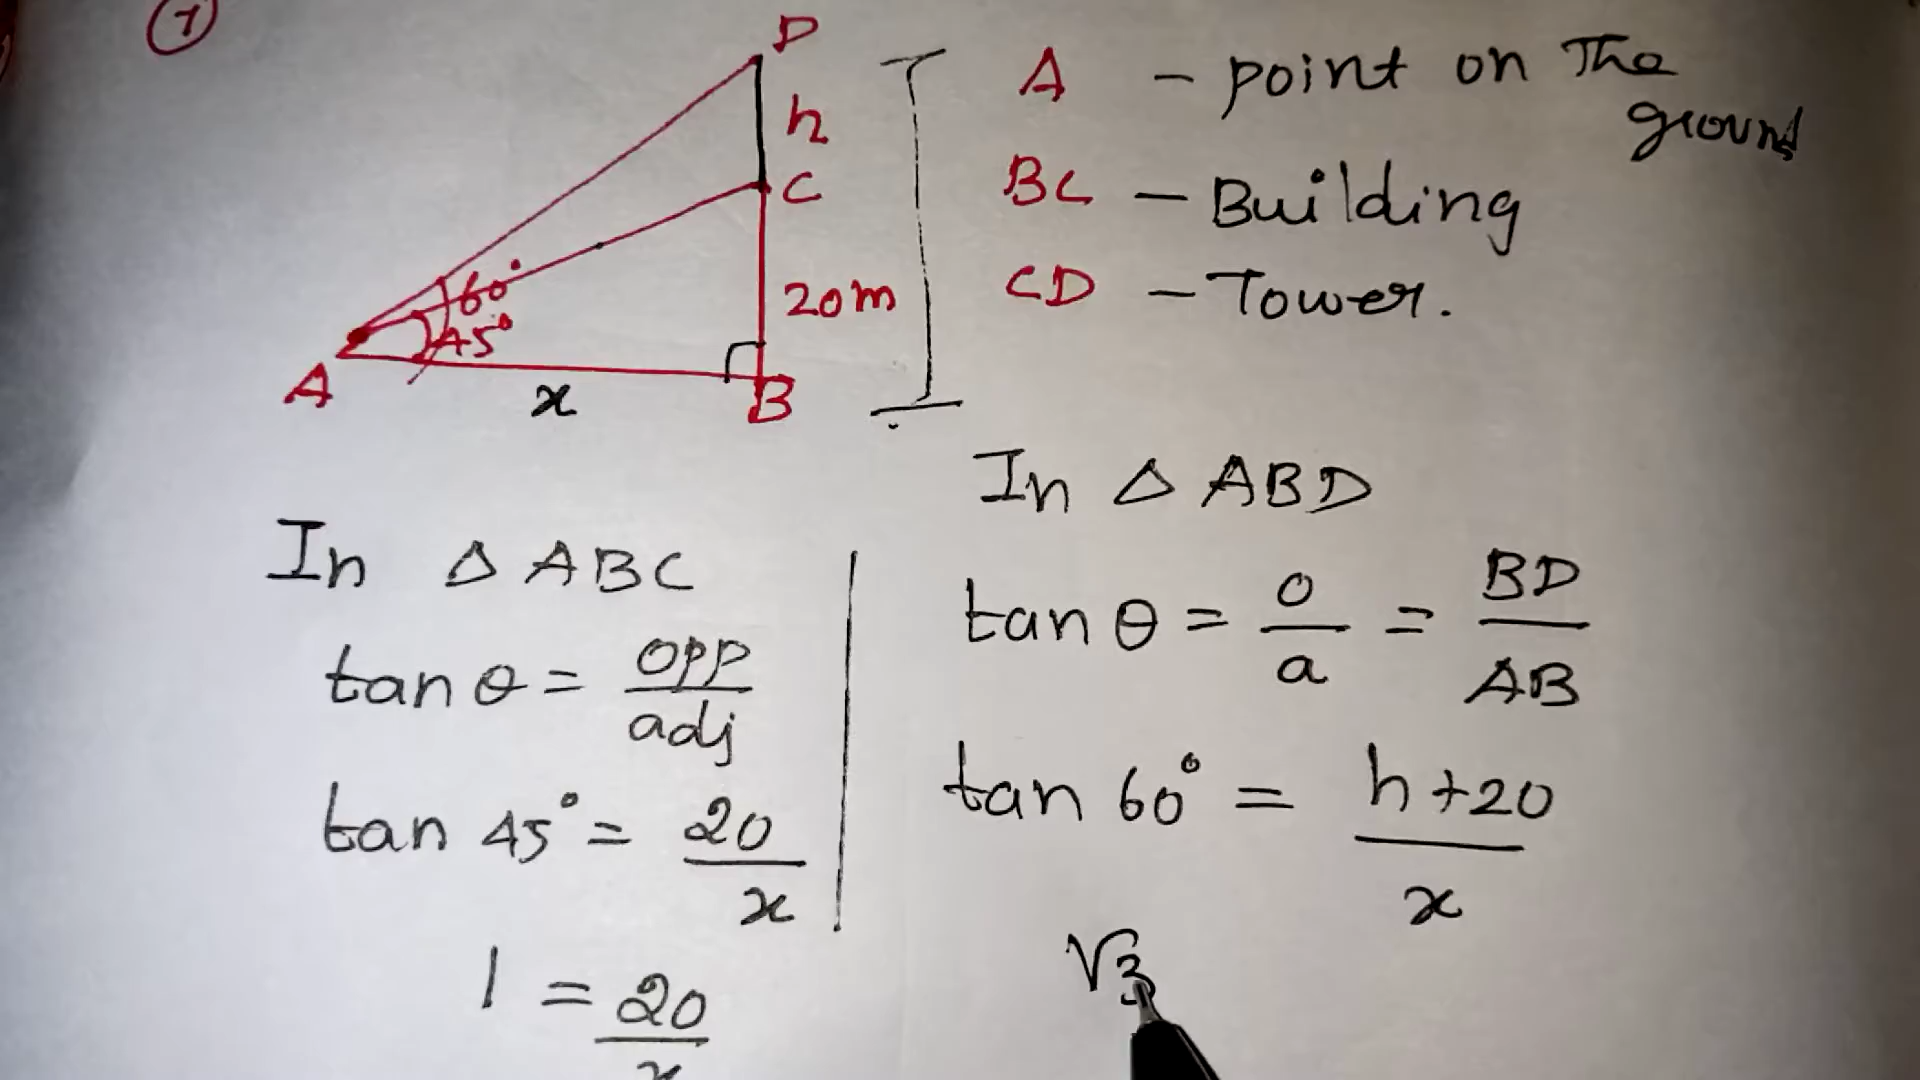 7
D
h
C
60°
20m
45°
A
x
B
A - point on The
ground
BC - Building
CD - Tower.
In △ ABC
tan θ = opp/adj
tan 45° = 20/x
1 = 20/x
In △ ABD
tan θ = o/a = BD/AB
tan 60° = h+20/x
√3